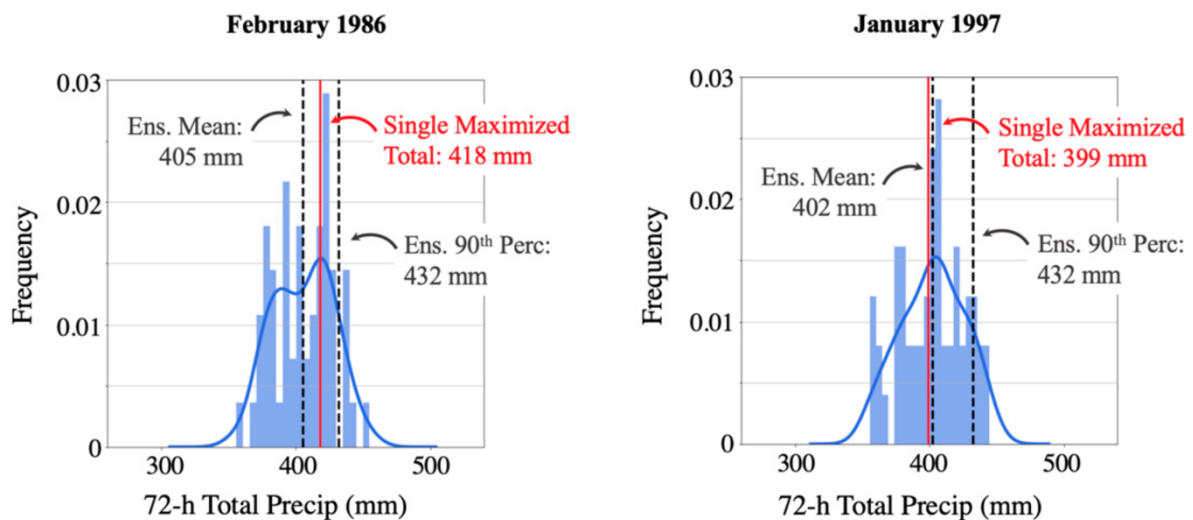 February 1986
0.03
0.02
0.01
0
Frequency
Ens. Mean:
405 mm
Single Maximized
Total: 418 mm
Ens. 90th Perc:
432 mm
300
400
500
72-h Total Precip (mm)
January 1997
0.03
0.02
0.01
0
Frequency
Ens. Mean:
402 mm
Single Maximized
Total: 399 mm
Ens. 90th Perc:
432 mm
300
400
500
72-h Total Precip (mm)